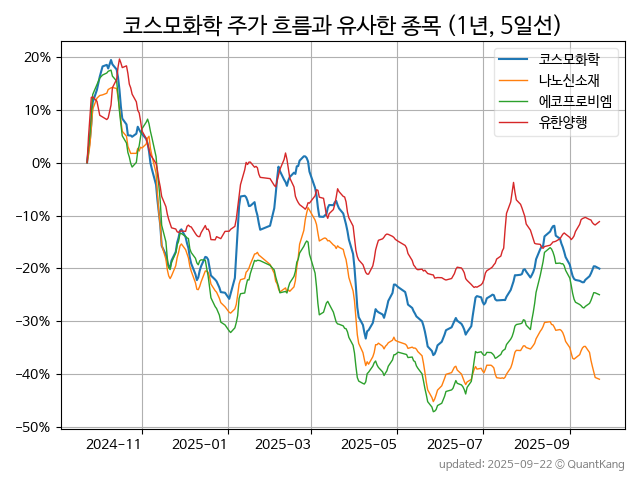 코스모화학 주가 흐름과 유사한 종목 (1년, 5일선)
코스모화학
나노신소재
에코프로비엠
유한양행
20%
10%
0%
−10%
−20%
−30%
−40%
−50%
2024-11
2025-01
2025-03
2025-05
2025-07
2025-09
updated: 2025-09-22 © QuantKang